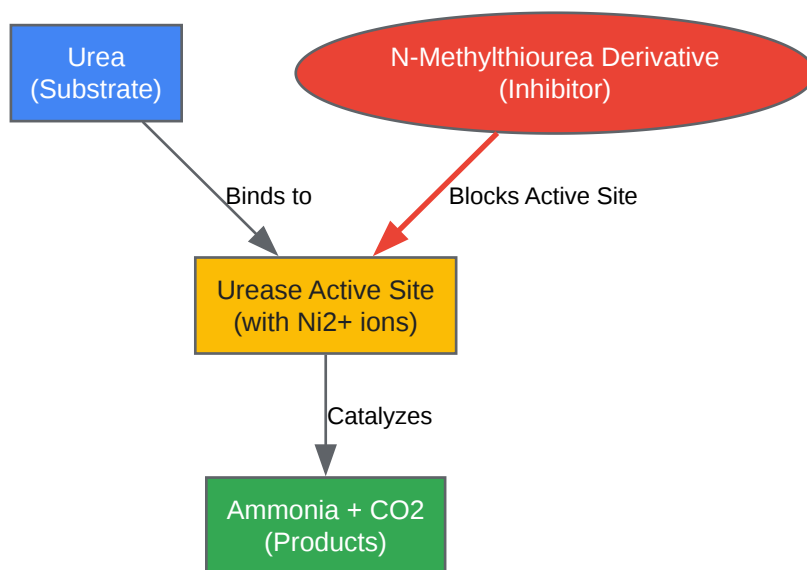 Urea
(Substrate)
N-Methylthiourea Derivative
(Inhibitor)
Binds to
Blocks Active Site
Urease Active Site
(with Ni2+ ions)
Catalyzes
Ammonia + CO2
(Products)